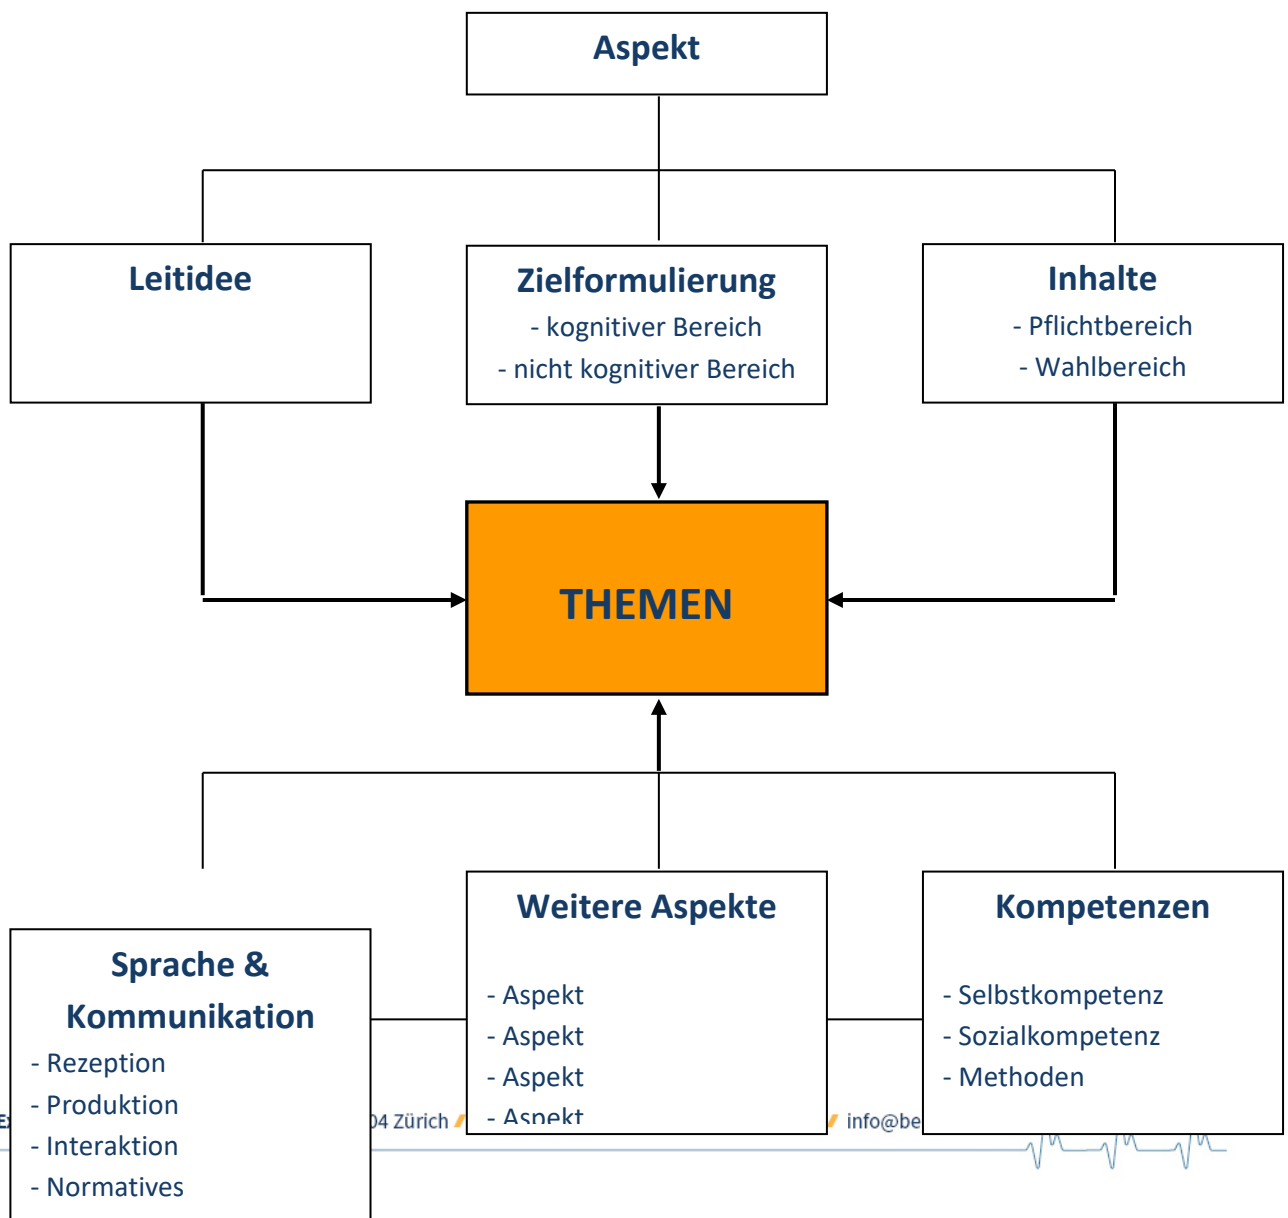 Aspekt
Leitidee
Zielformulierung
- kognitiver Bereich
- nicht kognitiver Bereich
Inhalte
- Pflichtbereich
- Wahlbereich
THEMEN
Sprache &
Kommunikation
- Rezeption
- Produktion
- Interaktion
- Normatives
Weitere Aspekte
- Aspekt
- Aspekt
- Aspekt
- Aspekt
Kompetenzen
- Selbstkompetenz
- Sozialkompetenz
- Methoden
04 Zürich
info@be